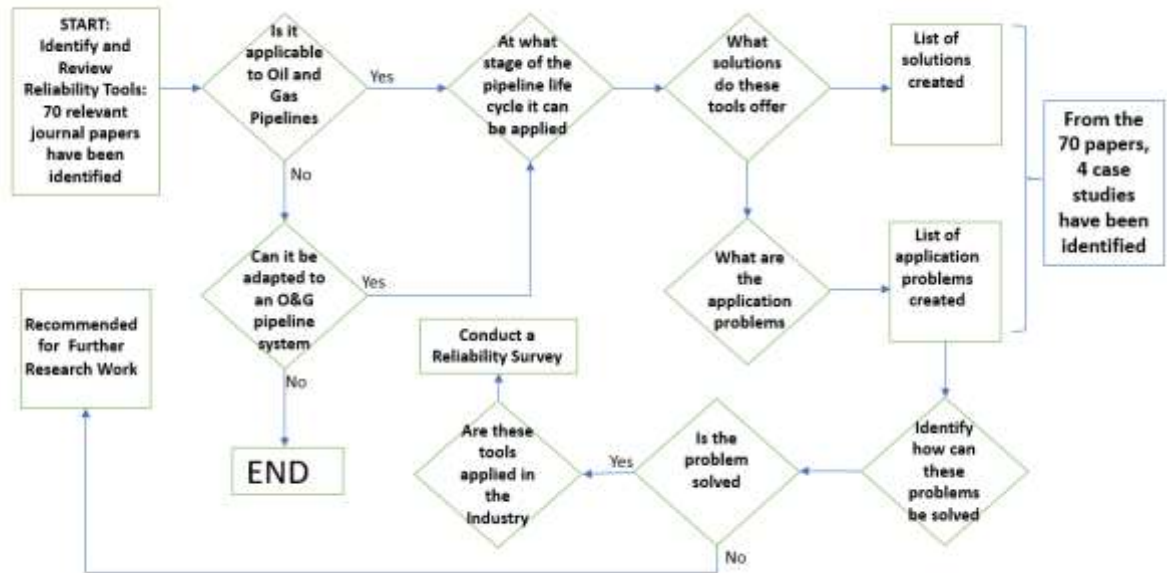 START:
Identify and
Review
Reliability Tools:
70 relevant
journal papers
have been
identified
Is it
applicable
to Oil and
Gas
Pipelines
Yes
No
At what
stage of the
pipeline life
cycle it can
be applied
What
solutions
do these
tools offer
List of
solutions
created
From the
70 papers,
4 case
studies
have been
identified
Can it be
adapted to
an O&G
pipeline
system
Yes
No
END
What are
the
application
problems
List of
application
problems
created
Identify
how can
these
problems
be solved
Is the
problem
solved
Yes
No
Are these
tools
applied in
the
Industry
Conduct a
Reliability Survey
Recommended
for Further
Research Work